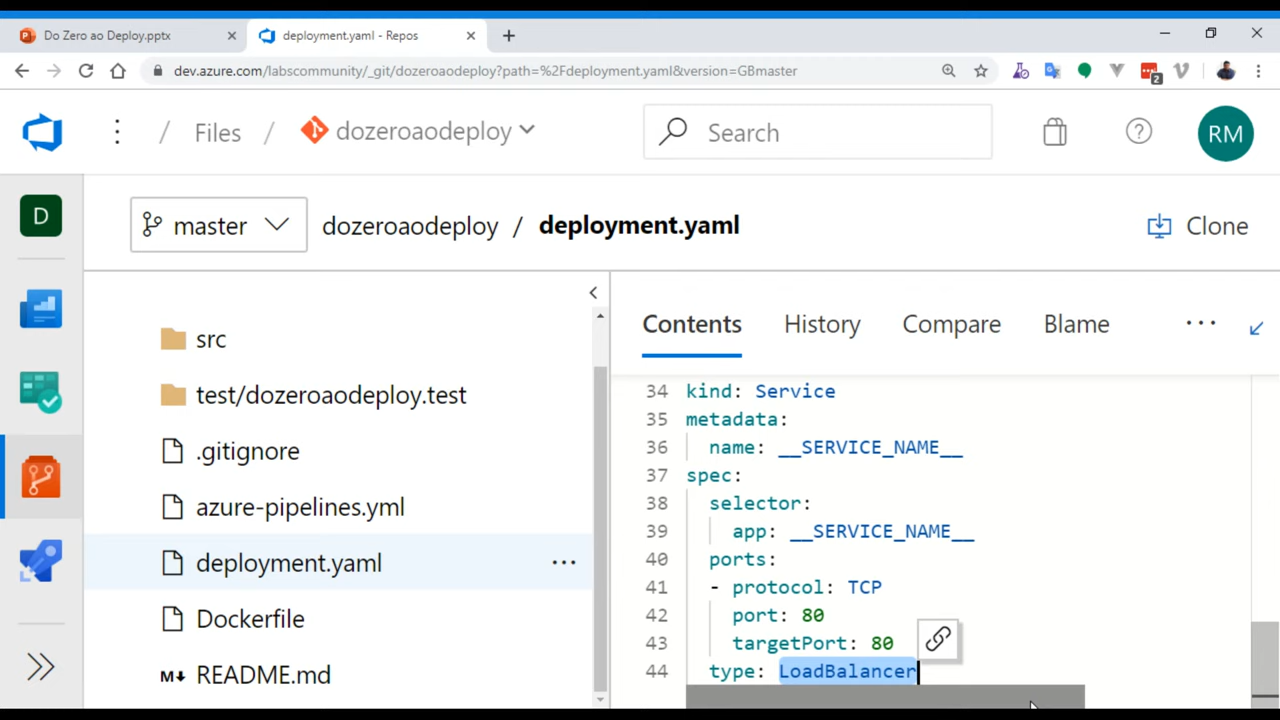 Do Zero ao Deploy.pptx
deployment.yaml - Repos
dev.azure.com/labscommunity/_git/dozeroaodeploy?path=%2Fdeployment.yaml&version=GBmaster
2
/ Files / dozeroaodeploy
Search
RM
D
master
dozeroaodeploy / deployment.yaml
Clone
src
test/dozeroaodeploy.test
.gitignore
azure-pipelines.yml
deployment.yaml
Dockerfile
README.md
Contents
History
Compare
Blame
34 kind: Service
35 metadata:
36 name: __SERVICE_NAME__
37 spec:
38 selector:
39 app: __SERVICE_NAME__
40 ports:
41 - protocol: TCP
42 port: 80
43 targetPort: 80
44 type: LoadBalancer